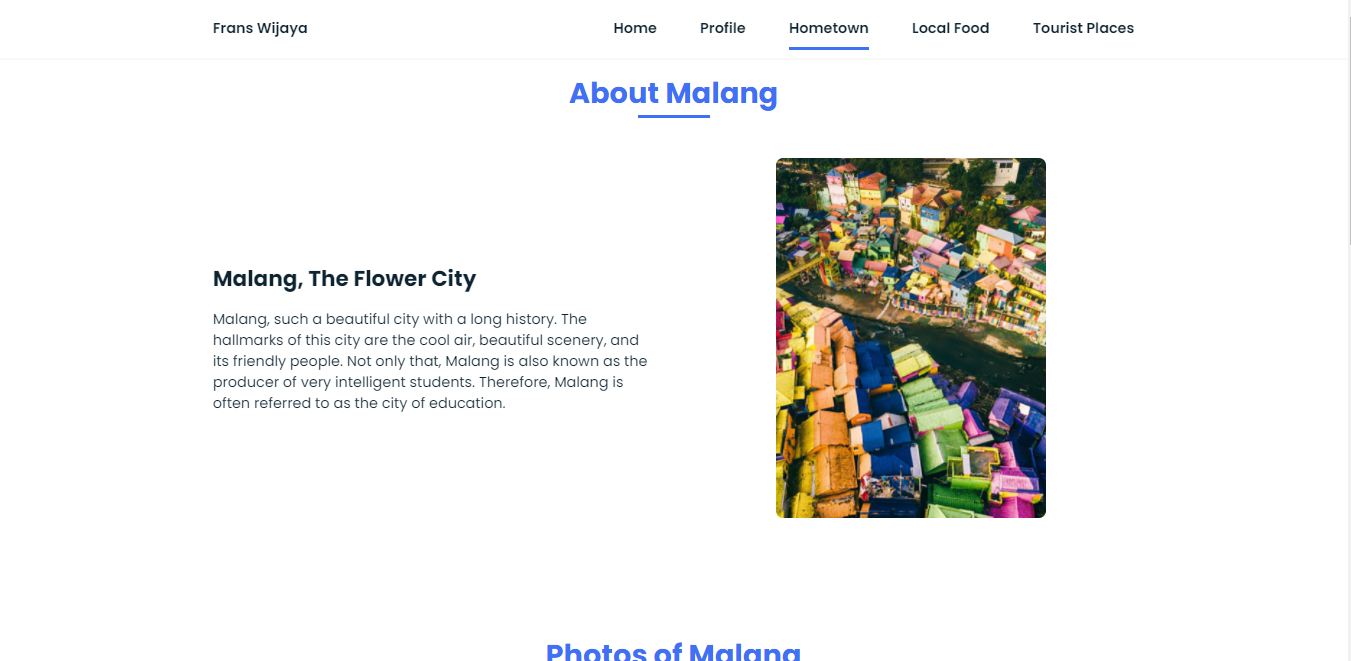 Frans Wijaya
Home
Profile
Hometown
Local Food
Tourist Places
About Malang
Malang, The Flower City
Malang, such a beautiful city with a long history. The
hallmarks of this city are the cool air, beautiful scenery, and
its friendly people. Not only that, Malang is also known as the
producer of very intelligent students. Therefore, Malang is
often referred to as the city of education.
Photos of Malang